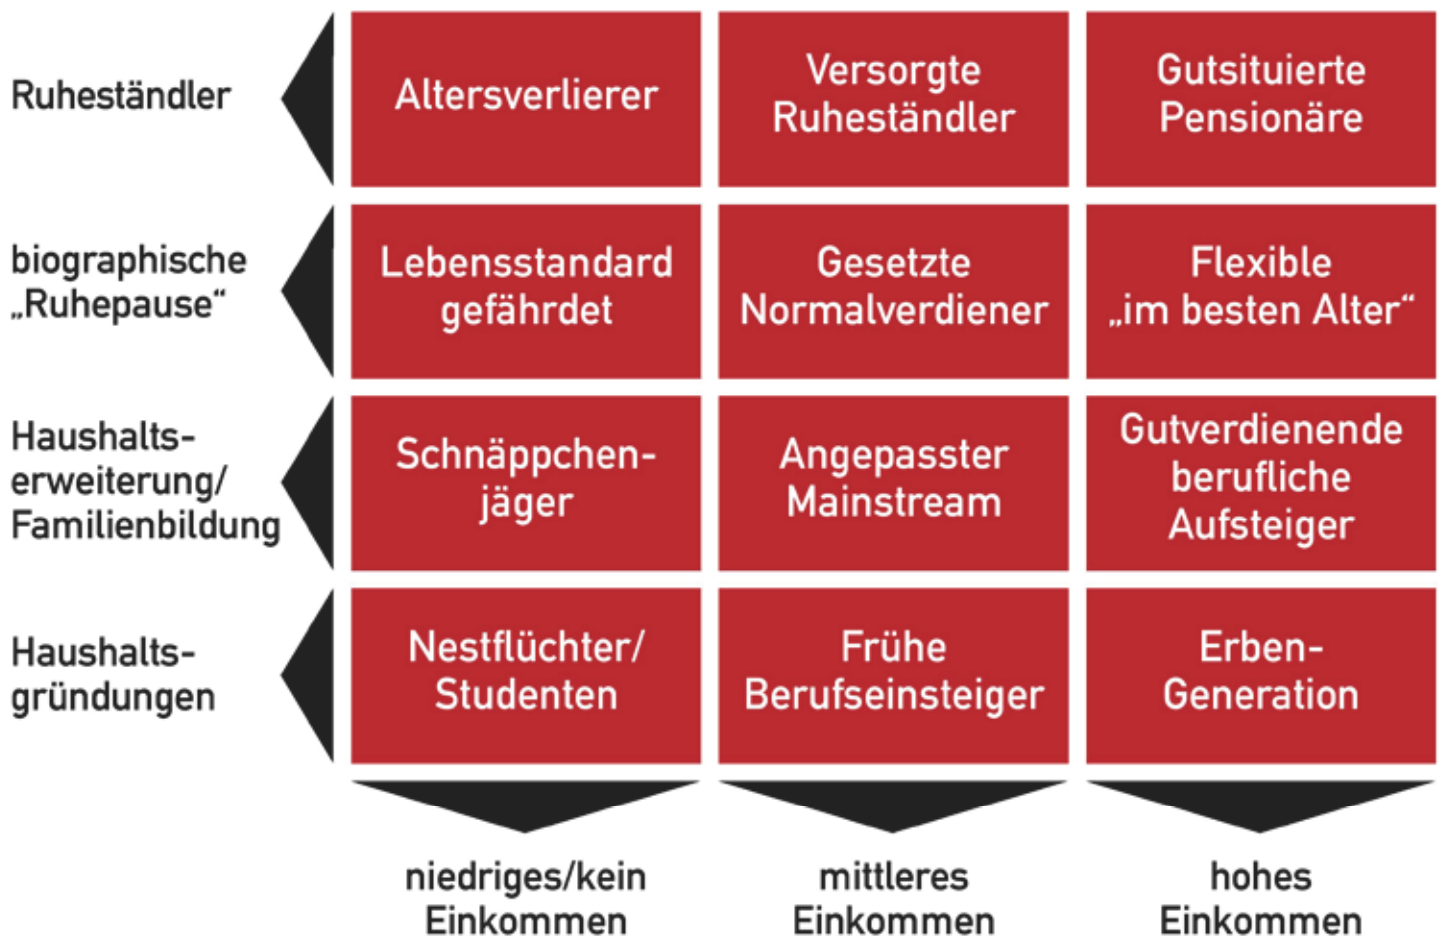 Ruheständler
Altersverlierer
Versorgte
Ruheständler
Gutsituierte
Pensionäre
biographische
„Ruhepause“
Lebensstandard
gefährdet
Gesetzte
Normalverdiener
Flexible
„im besten Alter“
Haushalts-
erweiterung/
Familienbildung
Schnäppchen-
jäger
Angepasster
Mainstream
Gutverdienende
berufliche
Aufsteiger
Haushalts-
gründungen
Nestflüchter/
Studenten
Frühe
Berufseinsteiger
Erben-
Generation
niedriges/kein
Einkommen
mittleres
Einkommen
hohes
Einkommen